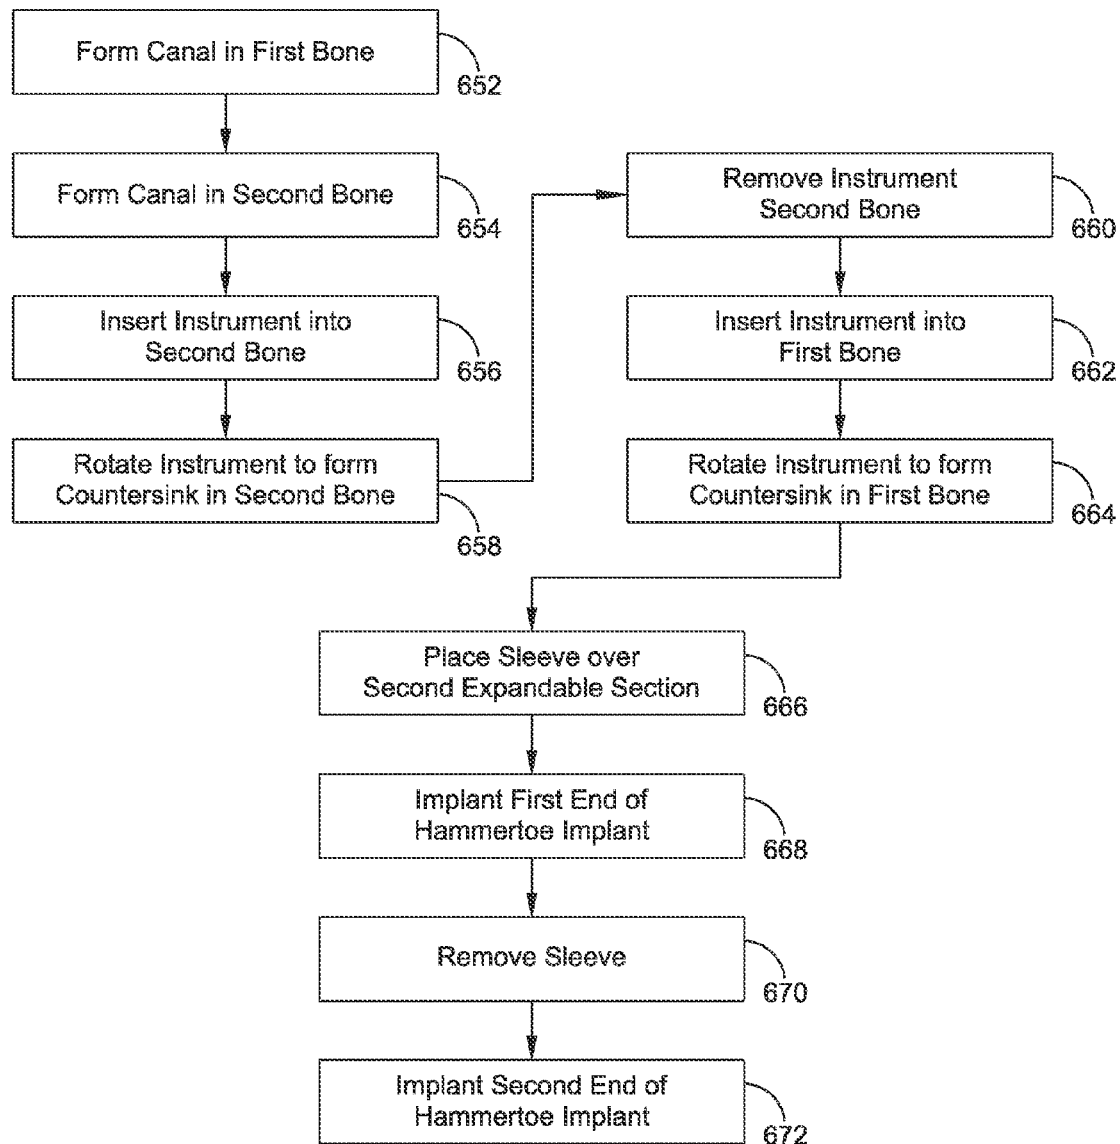 Form Canal in First Bone
652
Form Canal in Second Bone
654
Insert Instrument into
Second Bone
656
Rotate Instrument to form
Countersink in Second Bone
658
Remove Instrument
Second Bone
660
Insert Instrument into
First Bone
662
Rotate Instrument to form
Countersink in First Bone
664
Place Sleeve over
Second Expandable Section
666
Implant First End of
Hammertoe Implant
668
Remove Sleeve
670
Implant Second End of
Hammertoe Implant
672